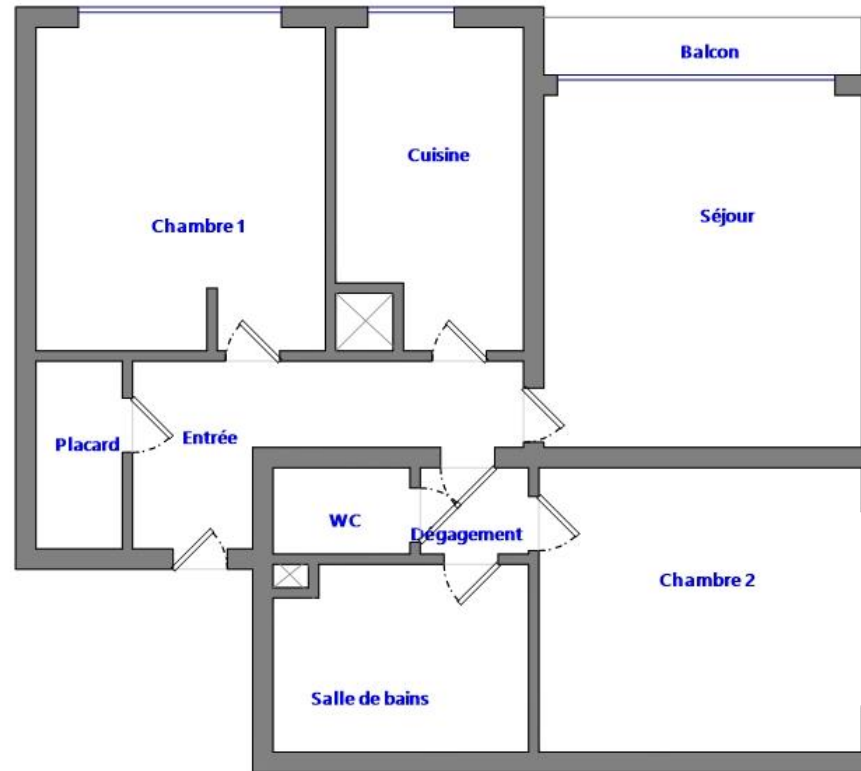 Balcon
Cuisine
Chambre 1
Séjour
Placard
Entrée
WC
Dégagement
Chambre 2
Salle de bains